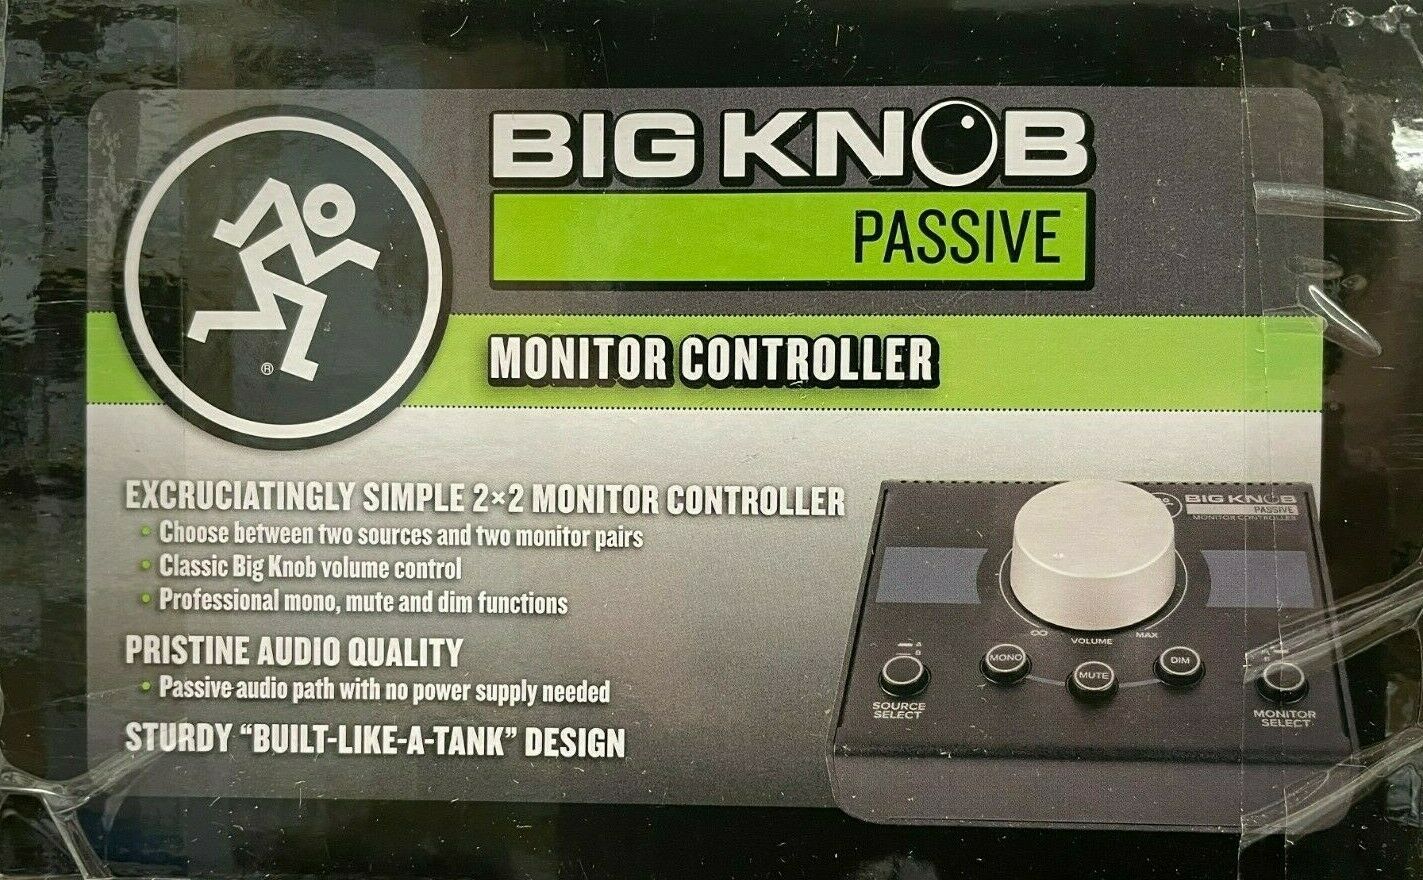 BIG KNOB
PASSIVE
MONITOR CONTROLLER
®
EXCRUCIATINGLY SIMPLE 2×2 MONITOR CONTROLLER
• Choose between two sources and two monitor pairs
• Classic Big Knob volume control
• Professional mono, mute and dim functions
PRISTINE AUDIO QUALITY
• Passive audio path with no power supply needed
STURDY “BUILT-LIKE-A-TANK” DESIGN
BIG KNOB
PASSIVE
MONITOR CONTROLLER
∞
VOLUME
MAX
MONO
MUTE
DIM
SOURCE
SELECT
MONITOR
SELECT